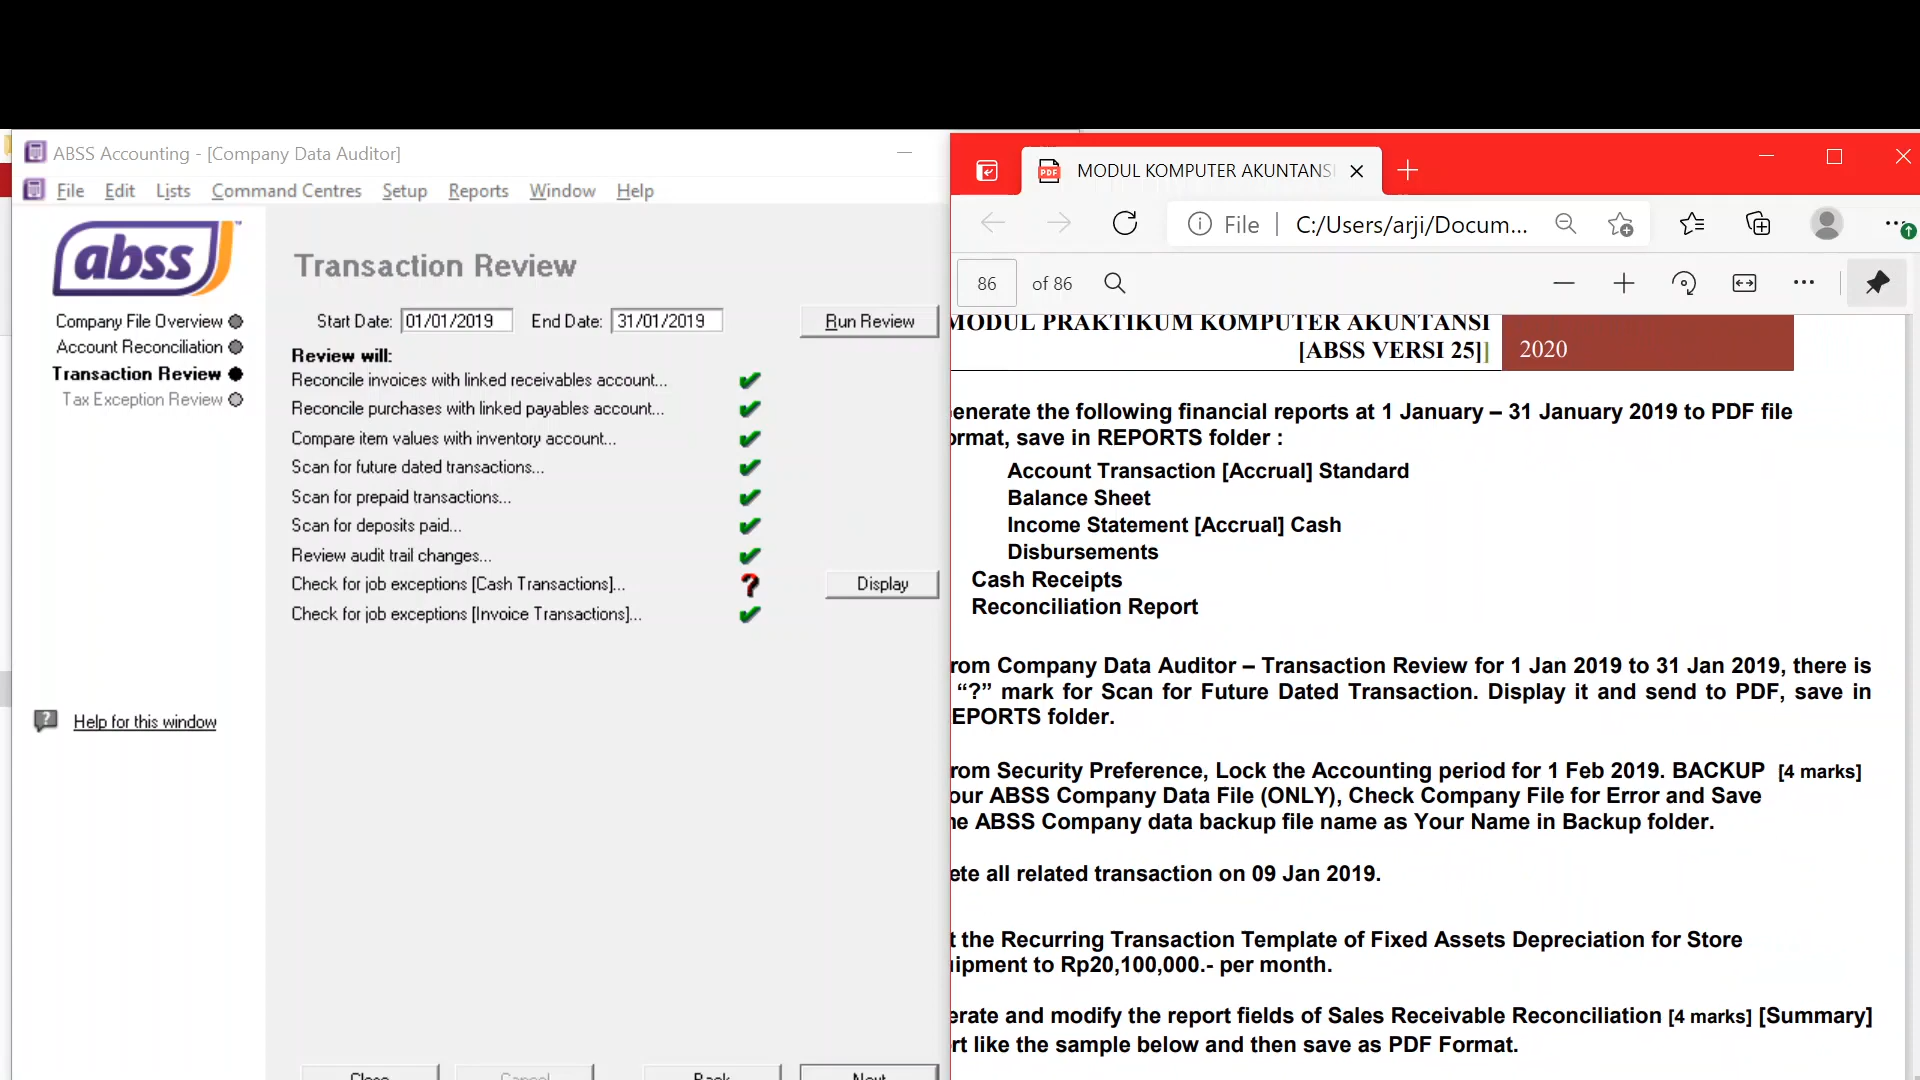 ABSS Accounting - [Company Data Auditor]
File Edit Lists Command Centres Setup Reports Window Help
abss
Company File Overview
Account Reconciliation
Transaction Review
Tax Exception Review
Help for this window
Transaction Review
Start Date: 01/01/2019 End Date: 31/01/2019 Run Review
Review will:
Reconcile invoices with linked receivables account...
Reconcile purchases with linked payables account...
Compare item values with inventory account...
Scan for future dated transactions...
Scan for prepaid transactions...
Scan for deposits paid...
Review audit trail changes...
Check for job exceptions [Cash Transactions]... ? Display
Check for job exceptions [Invoice Transactions]...
Close Cancel Back Next
MODUL KOMPUTER AKUNTANSI
File C:/Users/arji/Docum...
86 of 86
MODUL PRAKTIKUM KOMPUTER AKUNTANSI
[ABSS VERSI 25]]
2020
enerate the following financial reports at 1 January – 31 January 2019 to PDF file
ormat, save in REPORTS folder :
Account Transaction [Accrual] Standard
Balance Sheet
Income Statement [Accrual] Cash
Disbursements
Cash Receipts
Reconciliation Report
rom Company Data Auditor – Transaction Review for 1 Jan 2019 to 31 Jan 2019, there is
“?” mark for Scan for Future Dated Transaction. Display it and send to PDF, save in
EPORTS folder.
rom Security Preference, Lock the Accounting period for 1 Feb 2019. BACKUP [4 marks]
our ABSS Company Data File (ONLY), Check Company File for Error and Save
he ABSS Company data backup file name as Your Name in Backup folder.
ete all related transaction on 09 Jan 2019.
t the Recurring Transaction Template of Fixed Assets Depreciation for Store
uipment to Rp20,100,000.- per month.
erate and modify the report fields of Sales Receivable Reconciliation [4 marks] [Summary]
rt like the sample below and then save as PDF Format.